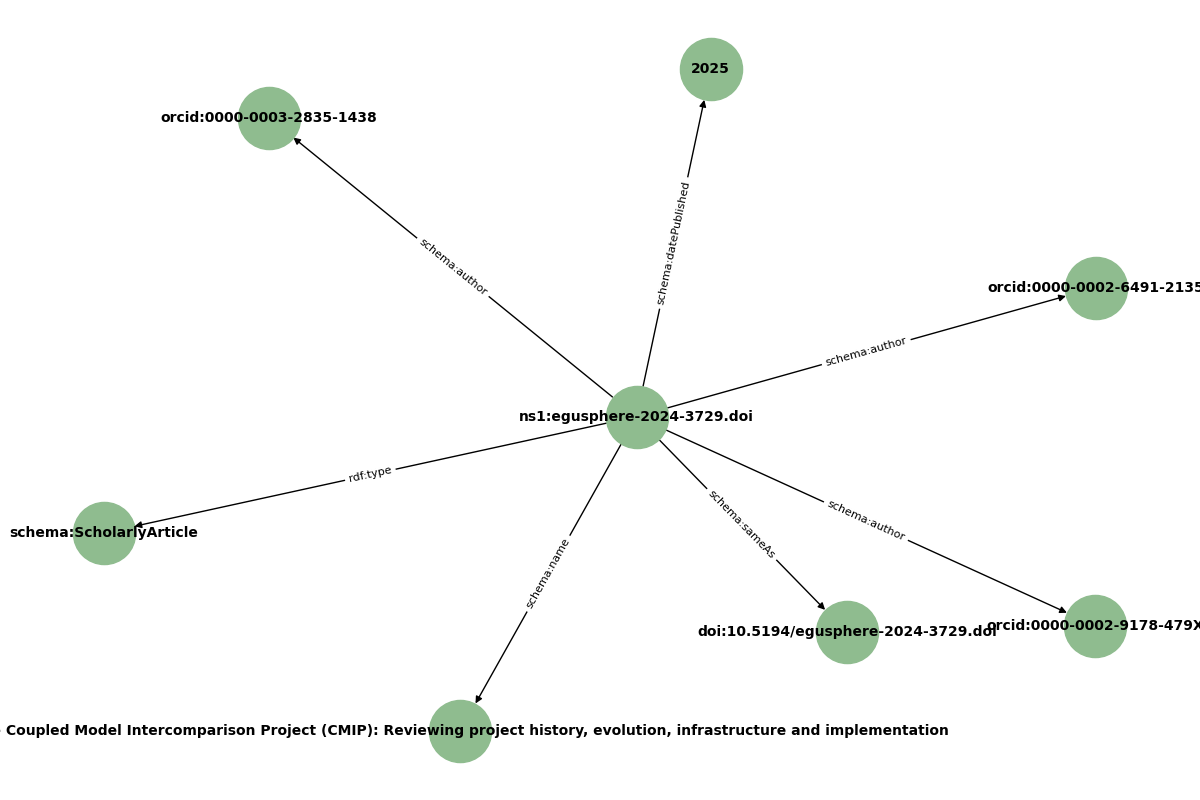 2025
orcid:0000-0003-2835-1438
schema:datePublished
schema:author
orcid:0000-0002-6491-2135
schema:author
ns1:egusphere-2024-3729.doi
rdf:type
schema:author
schema:sameAs
schema:ScholarlyArticle
schema:name
doi:10.5194/egusphere-2024-3729.doi
orcid:0000-0002-9178-479X
Coupled Model Intercomparison Project (CMIP): Reviewing project history, evolution, infrastructure and implementation